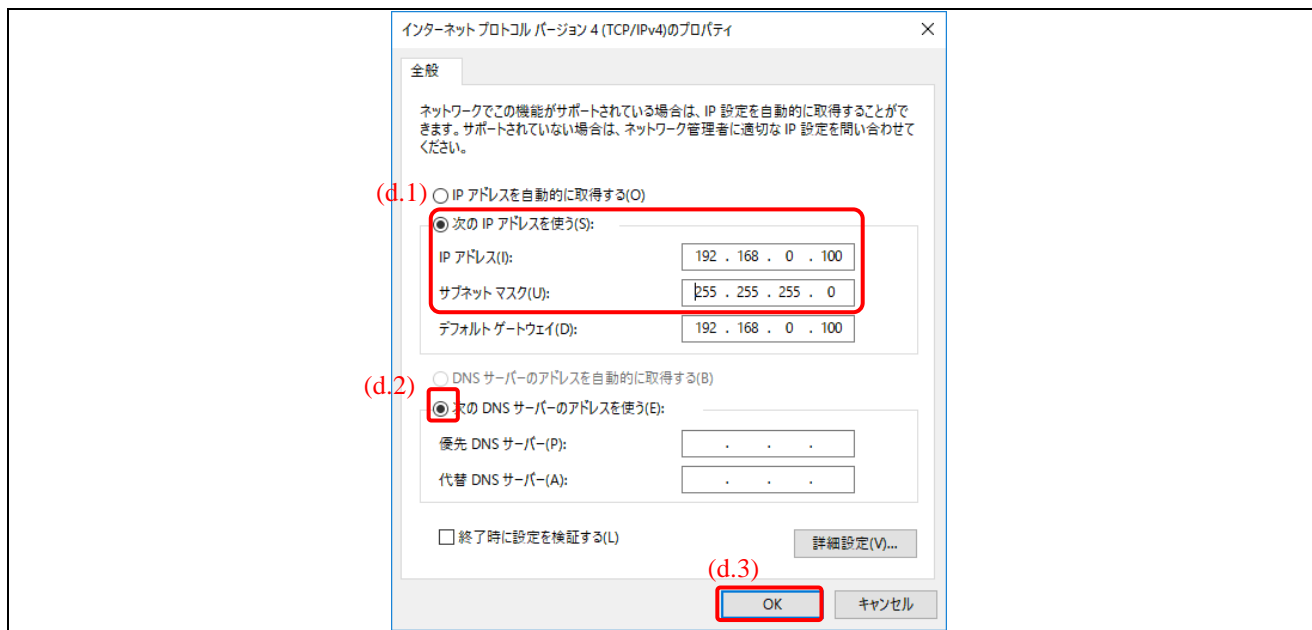 インターネット プロトコル バージョン 4 (TCP/IPv4)のプロパティ
全般
ネットワークでこの機能がサポートされている場合は、IP 設定を自動的に取得することがで
きます。サポートされていない場合は、ネットワーク管理者に適切な IP 設定を問い合わせて
ください。
(d.1)
IP アドレスを自動的に取得する(O)
次の IP アドレスを使う(S):
IP アドレス(I): 192 . 168 . 0 . 100
サブネット マスク(U): 255 . 255 . 255 . 0
デフォルト ゲートウェイ(D): 192 . 168 . 0 . 100
DNS サーバーのアドレスを自動的に取得する(B)
(d.2)
次の DNS サーバーのアドレスを使う(E):
優先 DNS サーバー(P): . . .
代替 DNS サーバー(A): . . .
終了時に設定を検証する(L)
詳細設定(V)...
(d.3)
OK キャンセル